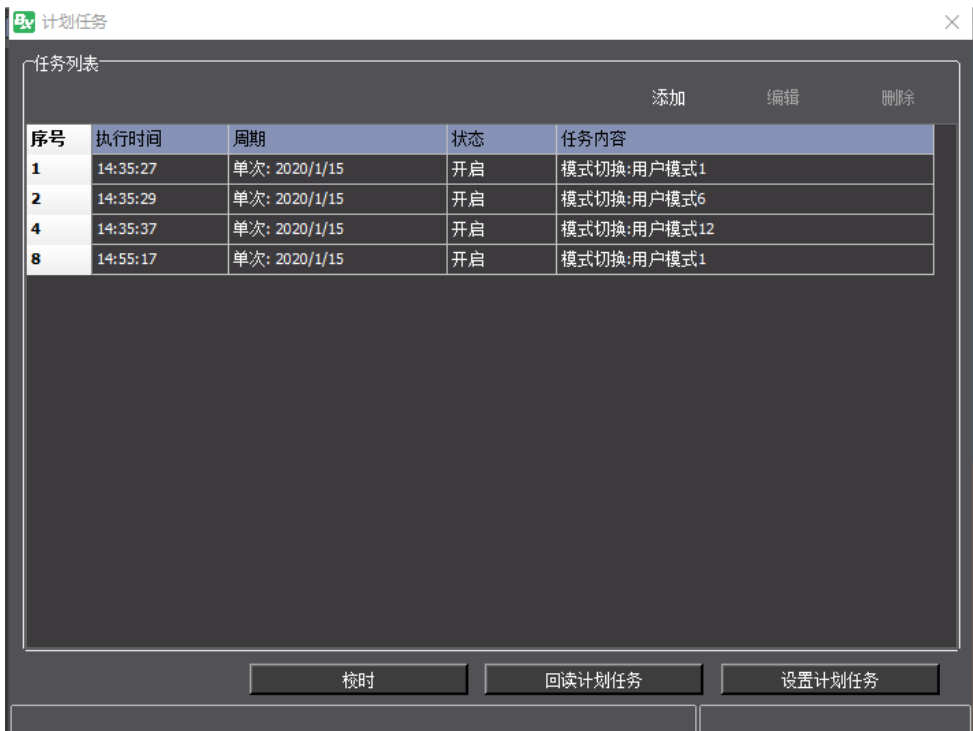 BX 计划任务
任务列表
添加 编辑 删除
序号 执行时间 周期 状态 任务内容
1 14:35:27 单次: 2020/1/15 开启 模式切换:用户模式1
2 14:35:29 单次: 2020/1/15 开启 模式切换:用户模式6
4 14:35:37 单次: 2020/1/15 开启 模式切换:用户模式12
8 14:55:17 单次: 2020/1/15 开启 模式切换:用户模式1
校时 回读计划任务 设置计划任务